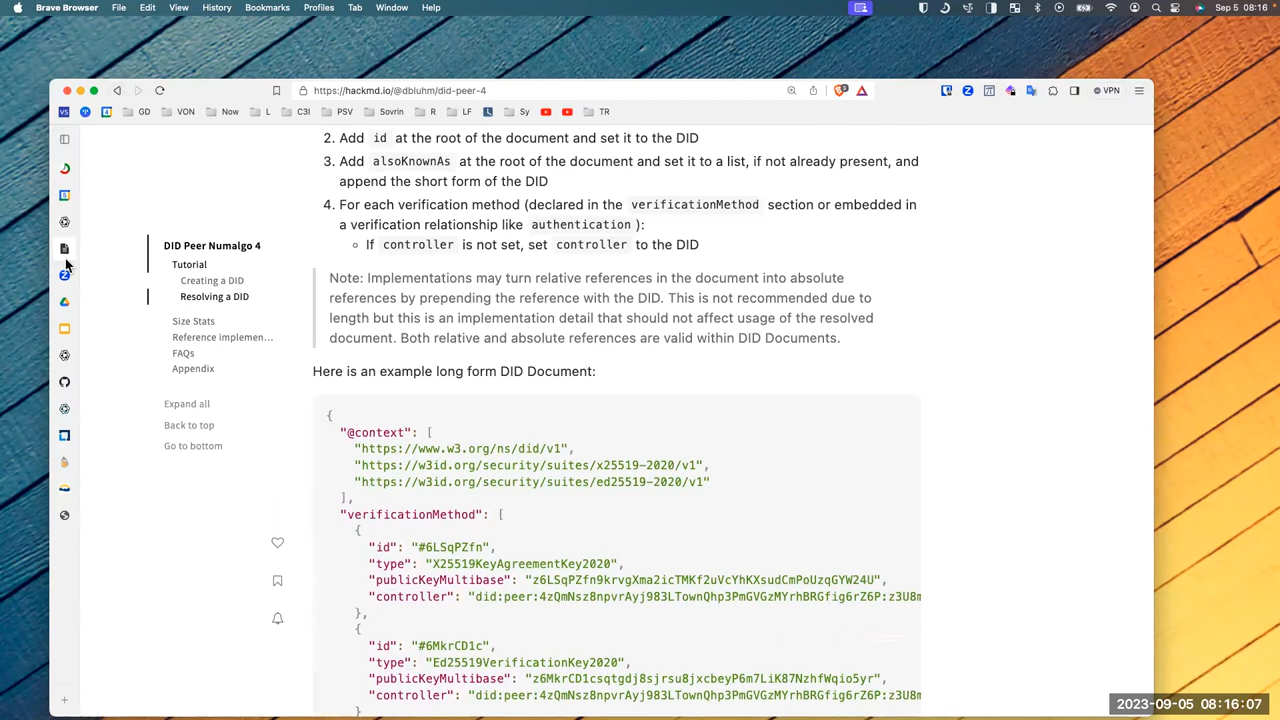 Brave Browser File Edit View History Bookmarks Profiles Tab Window Help Sep 5 08:16
https://hackmd.io/@dbluhm/did-peer-4 VPN
GD VON Now L C3I PSV Sovrin R LF Sy TR
2. Add id at the root of the document and set it to the DID
3. Add alsoKnownAs at the root of the document and set it to a list, if not already present, and
append the short form of the DID
4. For each verification method (declared in the verificationMethod section or embedded in
a verification relationship like authentication ):
If controller is not set, set controller to the DID
DID Peer Numalgo 4
Tutorial
Creating a DID
Resolving a DID
Size Stats
Reference implemen...
FAQs
Appendix
Expand all
Back to top
Go to bottom
Note: Implementations may turn relative references in the document into absolute
references by prepending the reference with the DID. This is not recommended due to
length but this is an implementation detail that should not affect usage of the resolved
document. Both relative and absolute references are valid within DID Documents.
Here is an example long form DID Document:
{
"@context": [
"https://www.w3.org/ns/did/v1",
"https://w3id.org/security/suites/x25519-2020/v1",
"https://w3id.org/security/suites/ed25519-2020/v1"
],
"verificationMethod": [
{
"id": "#6LSqPZfn",
"type": "X25519KeyAgreementKey2020",
"publicKeyMultibase": "z6LSqPZfn9krvgXma2icTMKf2uVcYhKXsudCmPoUzqGYW24U",
"controller": "did:peer:4zQmNsz8npvrAyj983LTownQhp3PmGVGzMYrhBRGfig6rZ6P:z3U8m
},
{
"id": "#6MkrCD1c",
"type": "Ed25519VerificationKey2020",
"publicKeyMultibase": "z6MkrCD1csqtgdj8sjrsu8jxcbeyP6m7LiK87NzhfWqio5yr",
"controller": "did:peer:4zQmNsz8npvrAyj983LTownQhp3PmGVGzMYrhBRGfig6rZ6P:z3U8m
}
2023-09-05 08:16:07